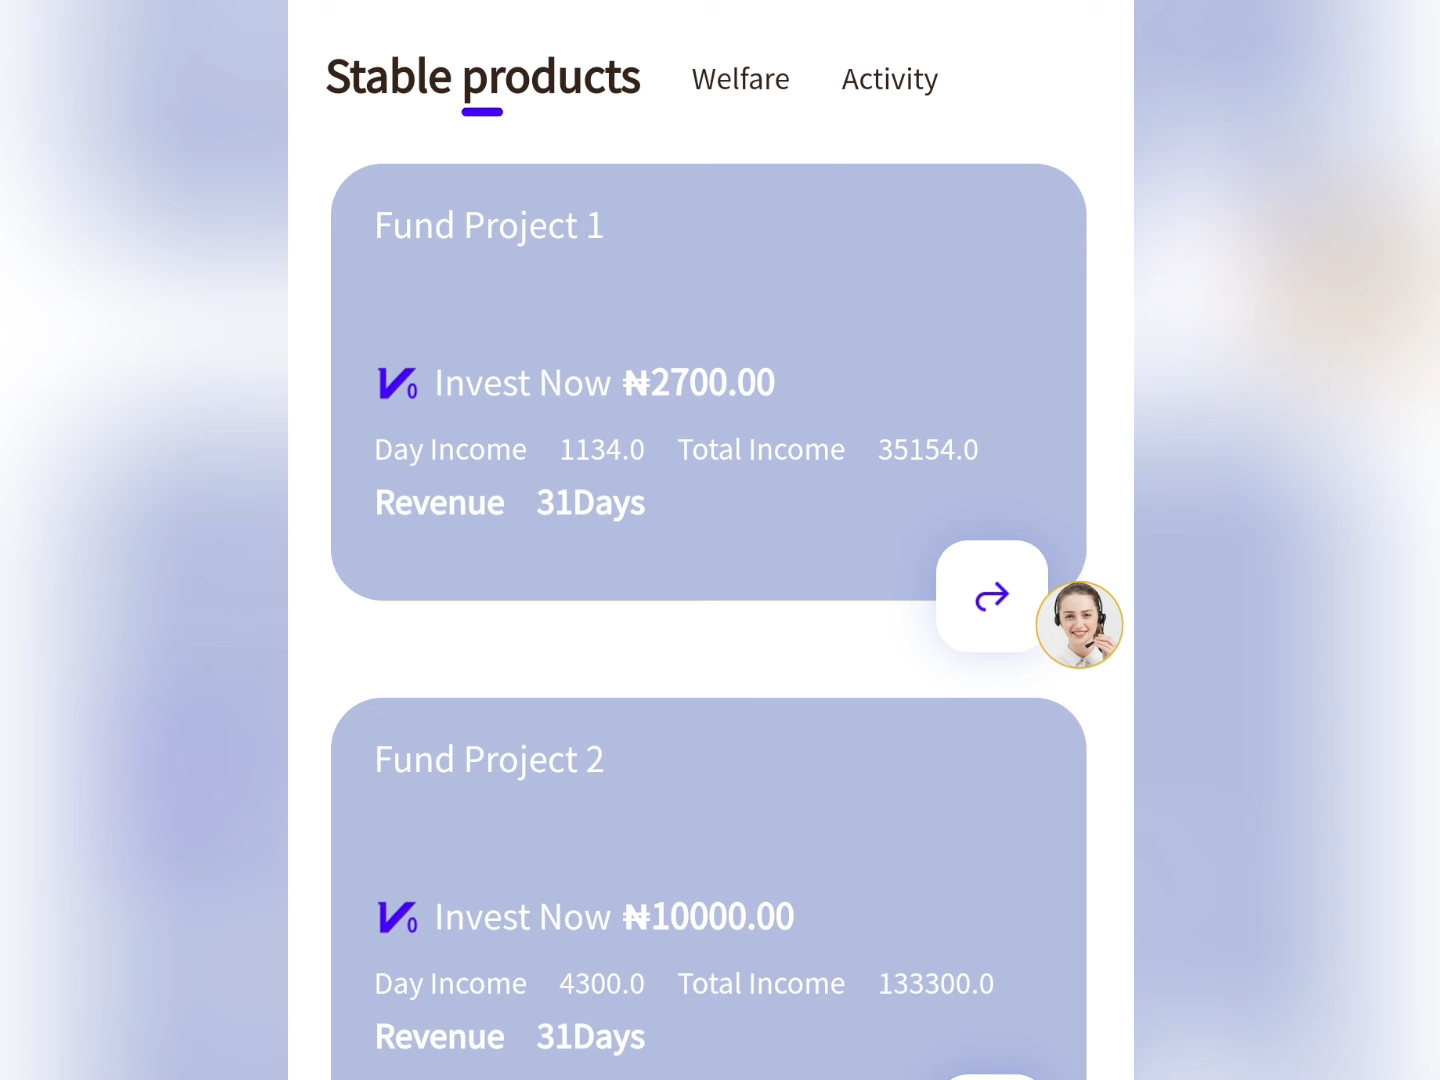 Stable products Welfare Activity
Fund Project 1
V0 Invest Now ₦2700.00
Day Income 1134.0 Total Income 35154.0
Revenue 31Days
Fund Project 2
V0 Invest Now ₦10000.00
Day Income 4300.0 Total Income 133300.0
Revenue 31Days